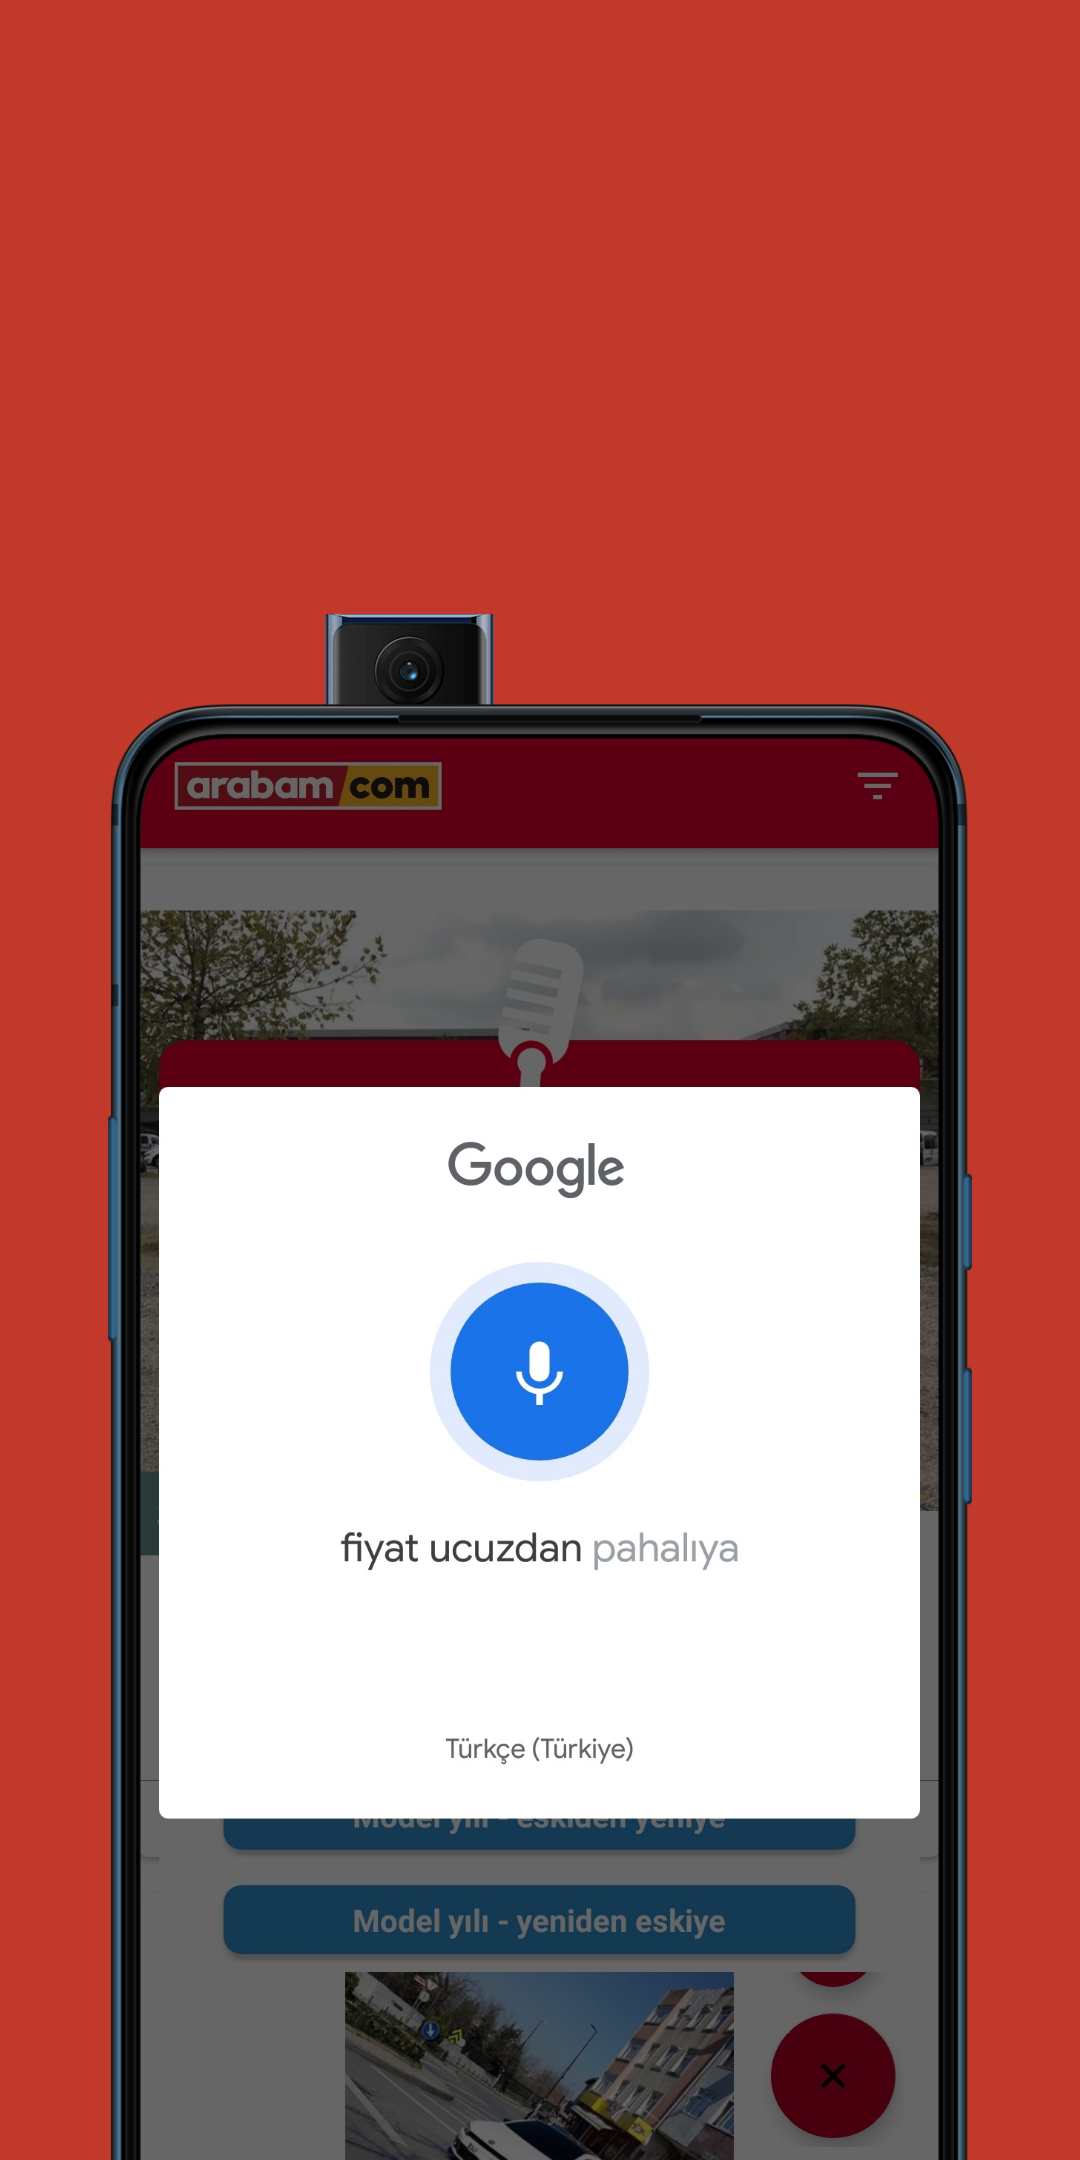 arabam com
Google
fiyat ucuzdan pahalıya
Türkçe (Türkiye)
Model yılı - eskiden yeniye
Model yılı - yeniden eskiye